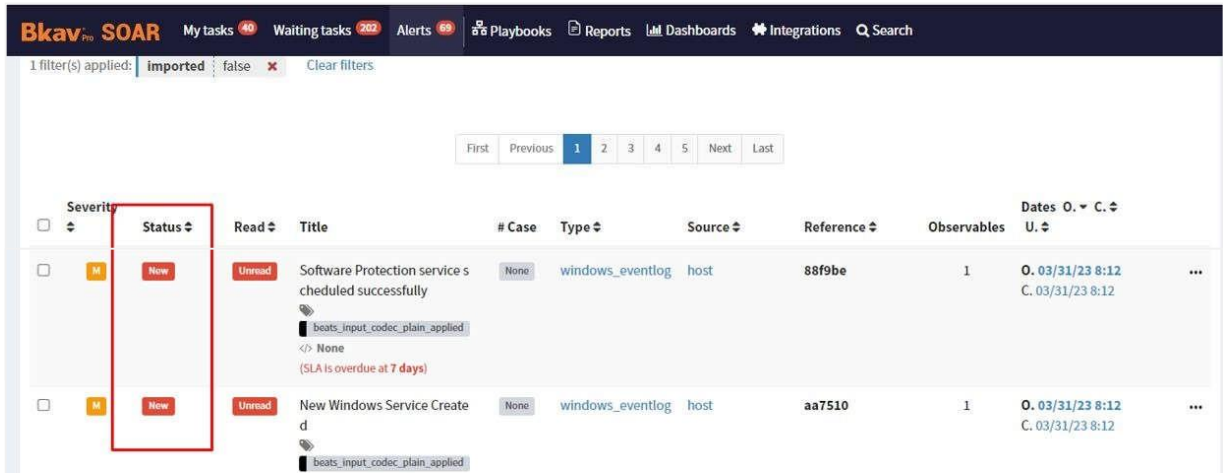 Bkav Pro SOAR My tasks 40 Waiting tasks 202 Alerts 69 Playbooks Reports Dashboards Integrations Q Search
1 filter(s) applied: imported false × Clear filters
First Previous 1 2 3 4 5 Next Last
Severity Status Read Title # Case Type Source Reference Observables Dates O. C.
U.
M New Unread Software Protection service s None windows_eventlog host 88f9be 1 O. 03/31/23 8:12 •••
cheduled successfully C. 03/31/23 8:12
beats_input_codec_plain_applied
</> None
(SLA is overdue at 7 days)
M New Unread New Windows Service Create None windows_eventlog host aa7510 1 O. 03/31/23 8:12 •••
d C. 03/31/23 8:12
beats_input_codec_plain_applied